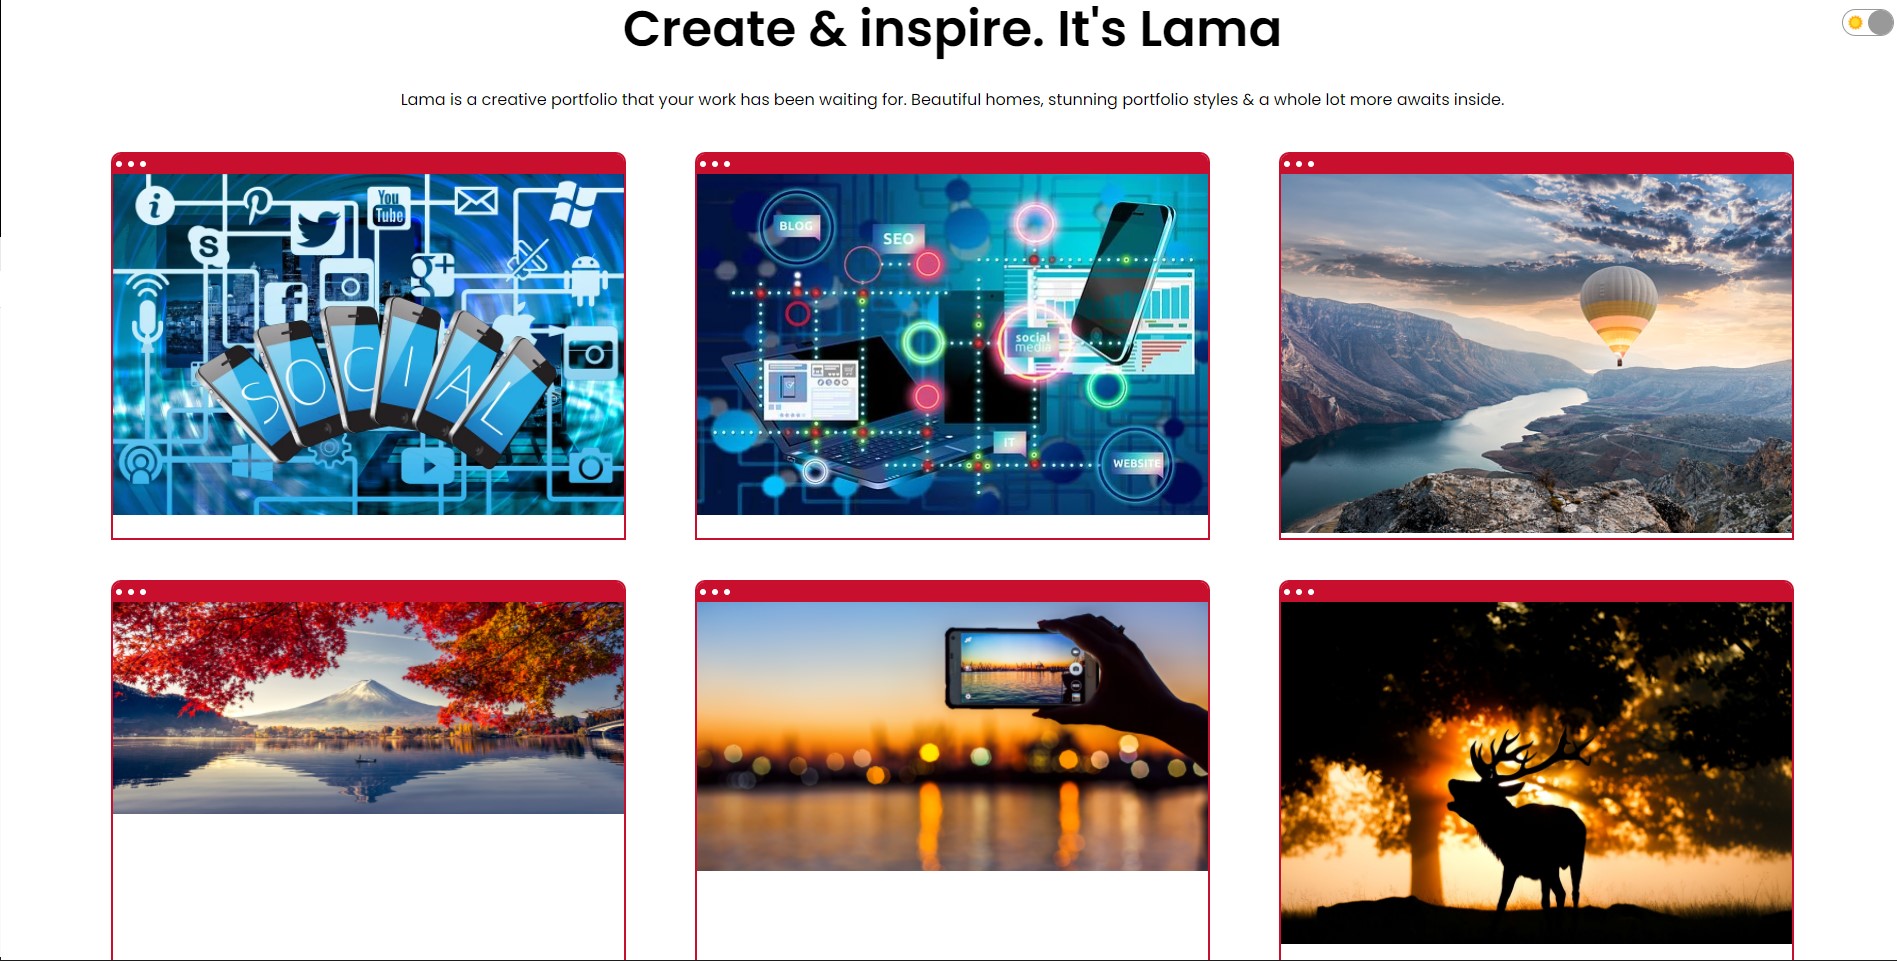 Create & inspire. It's Lama
Lama is a creative portfolio that your work has been waiting for. Beautiful homes, stunning portfolio styles & a whole lot more awaits inside.
You
Tube
SOCIAL
BLOG
SEO
social
media
IT
WEBSITE